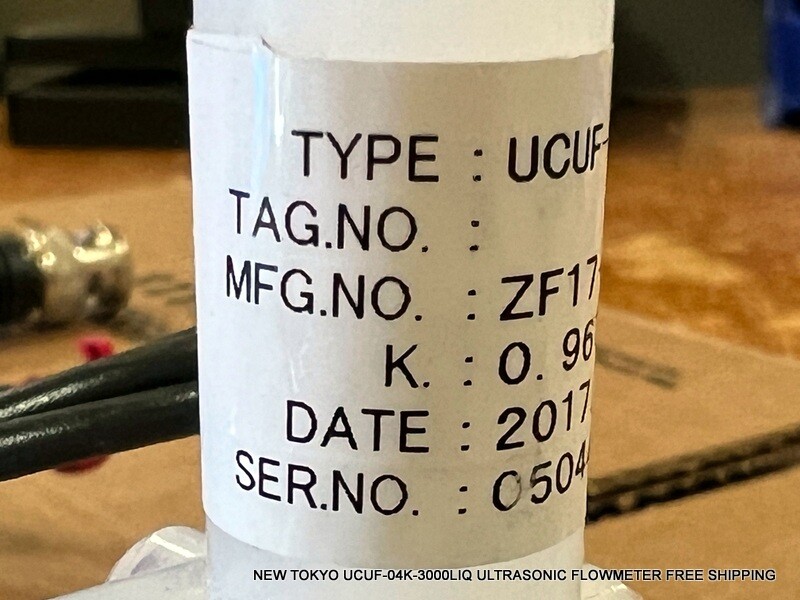 TYPE : UCUF-
TAG.NO. :
MFG.NO. : ZF17
K. : 0. 96
DATE : 2017.
SER.NO. : 0504
NEW TOKYO UCUF-04K-3000LIQ ULTRASONIC FLOWMETER FREE SHIPPING